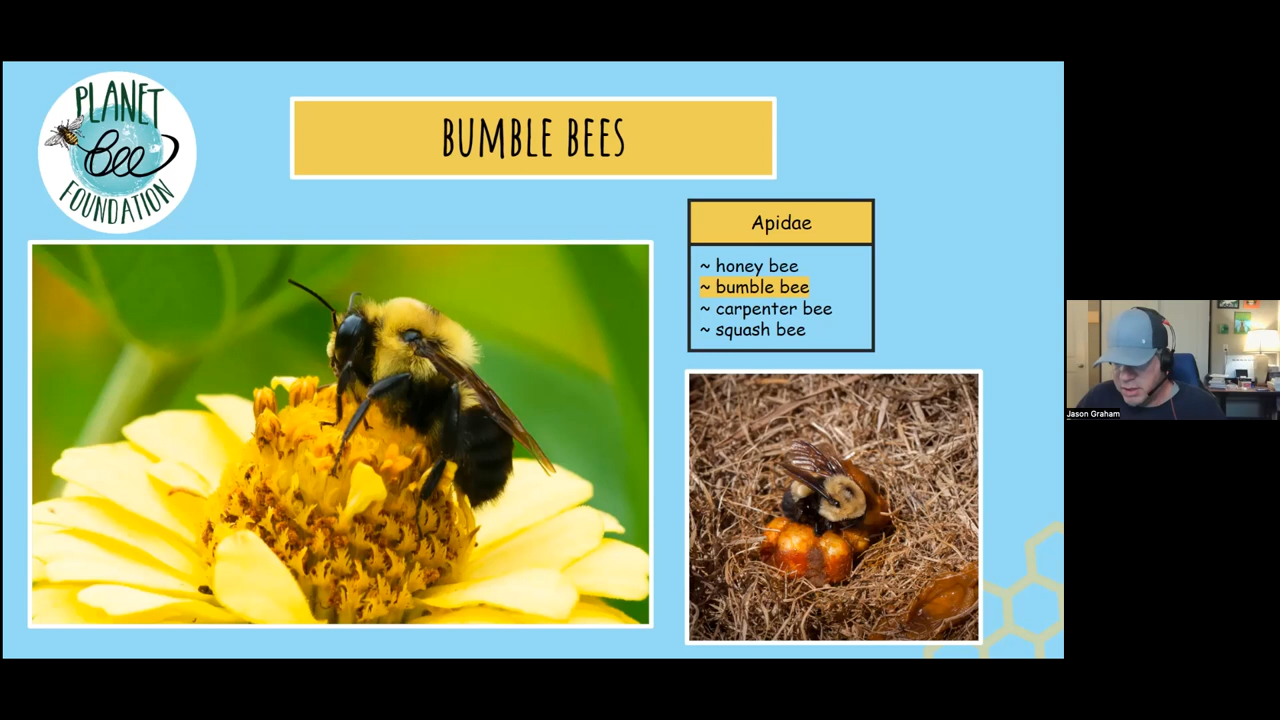 PLANET
Bee
FOUNDATION
BUMBLE BEES
Apidae
~ honey bee
~ bumble bee
~ carpenter bee
~ squash bee
Jason Graham